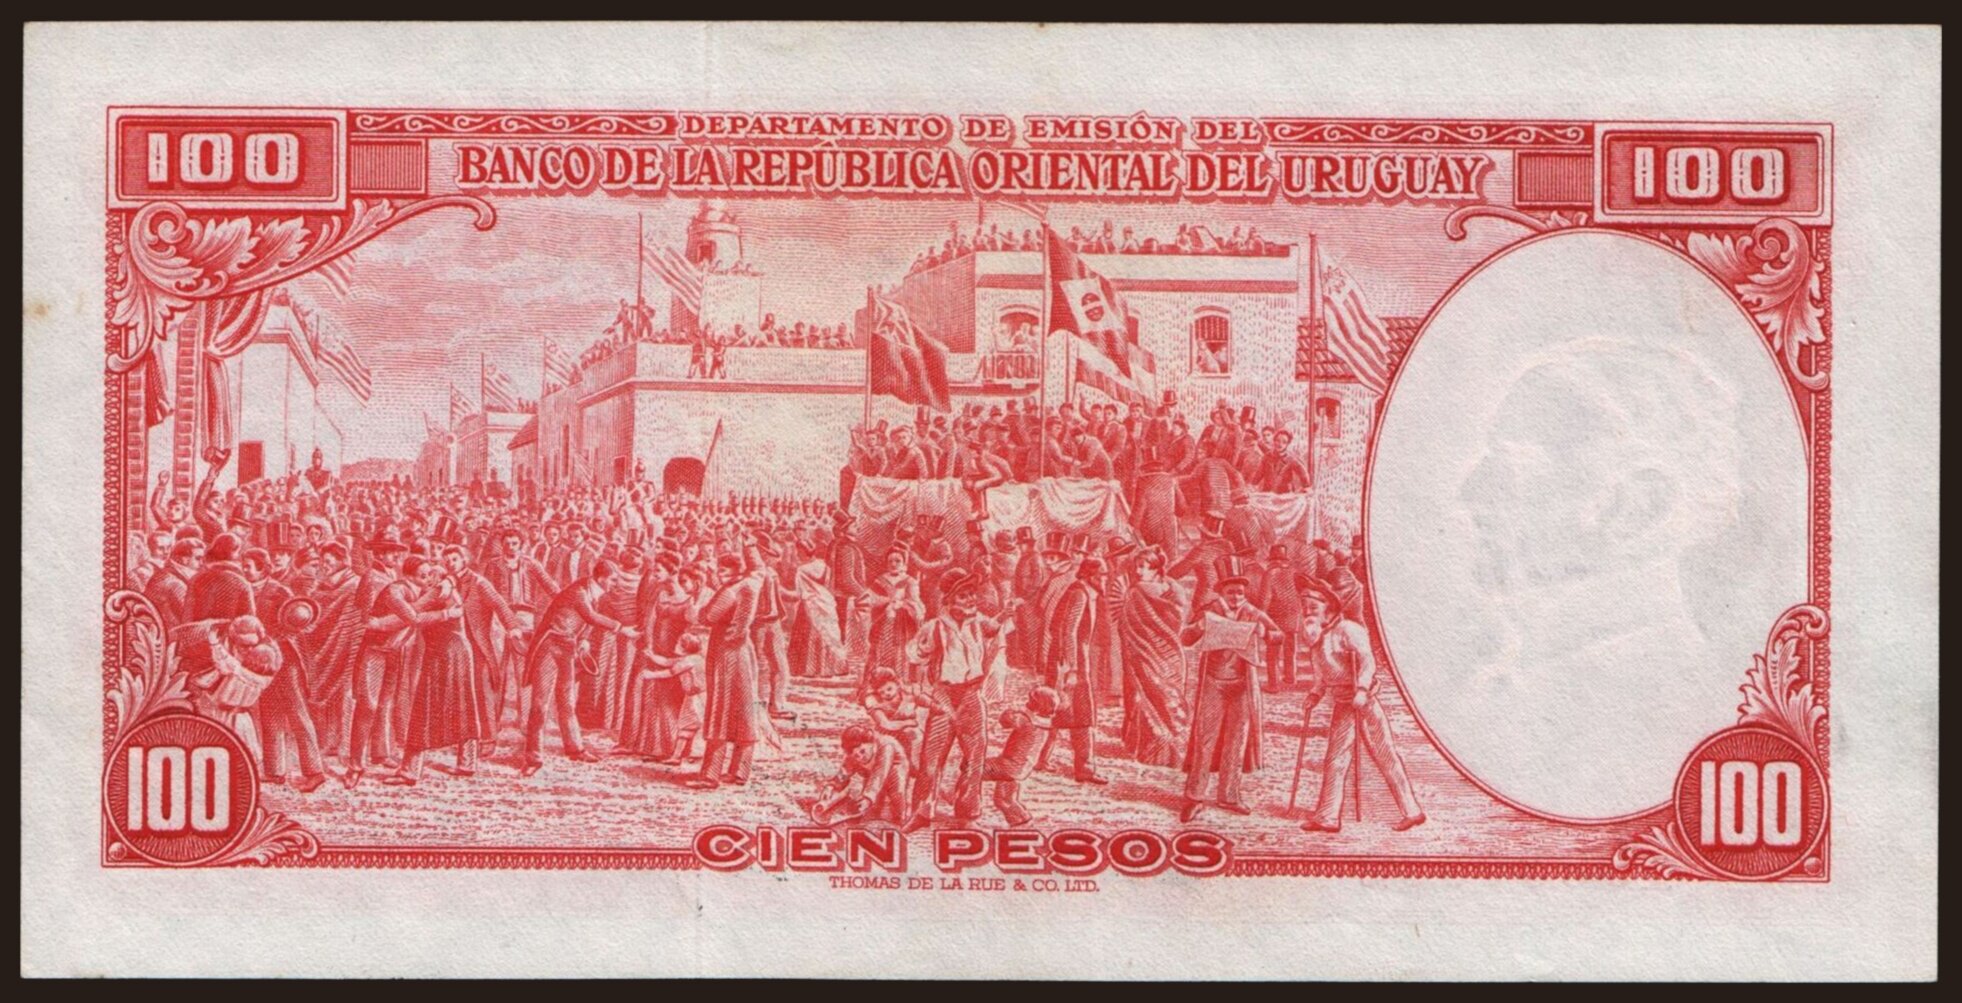 100 DEPARTAMENTO DE EMISIÓN DEL 100
BANCO DE LA REPÚBLICA ORIENTAL DEL URUGUAY
100 CIEN PESOS 100
THOMAS DE LA RUE & CO. LTD.